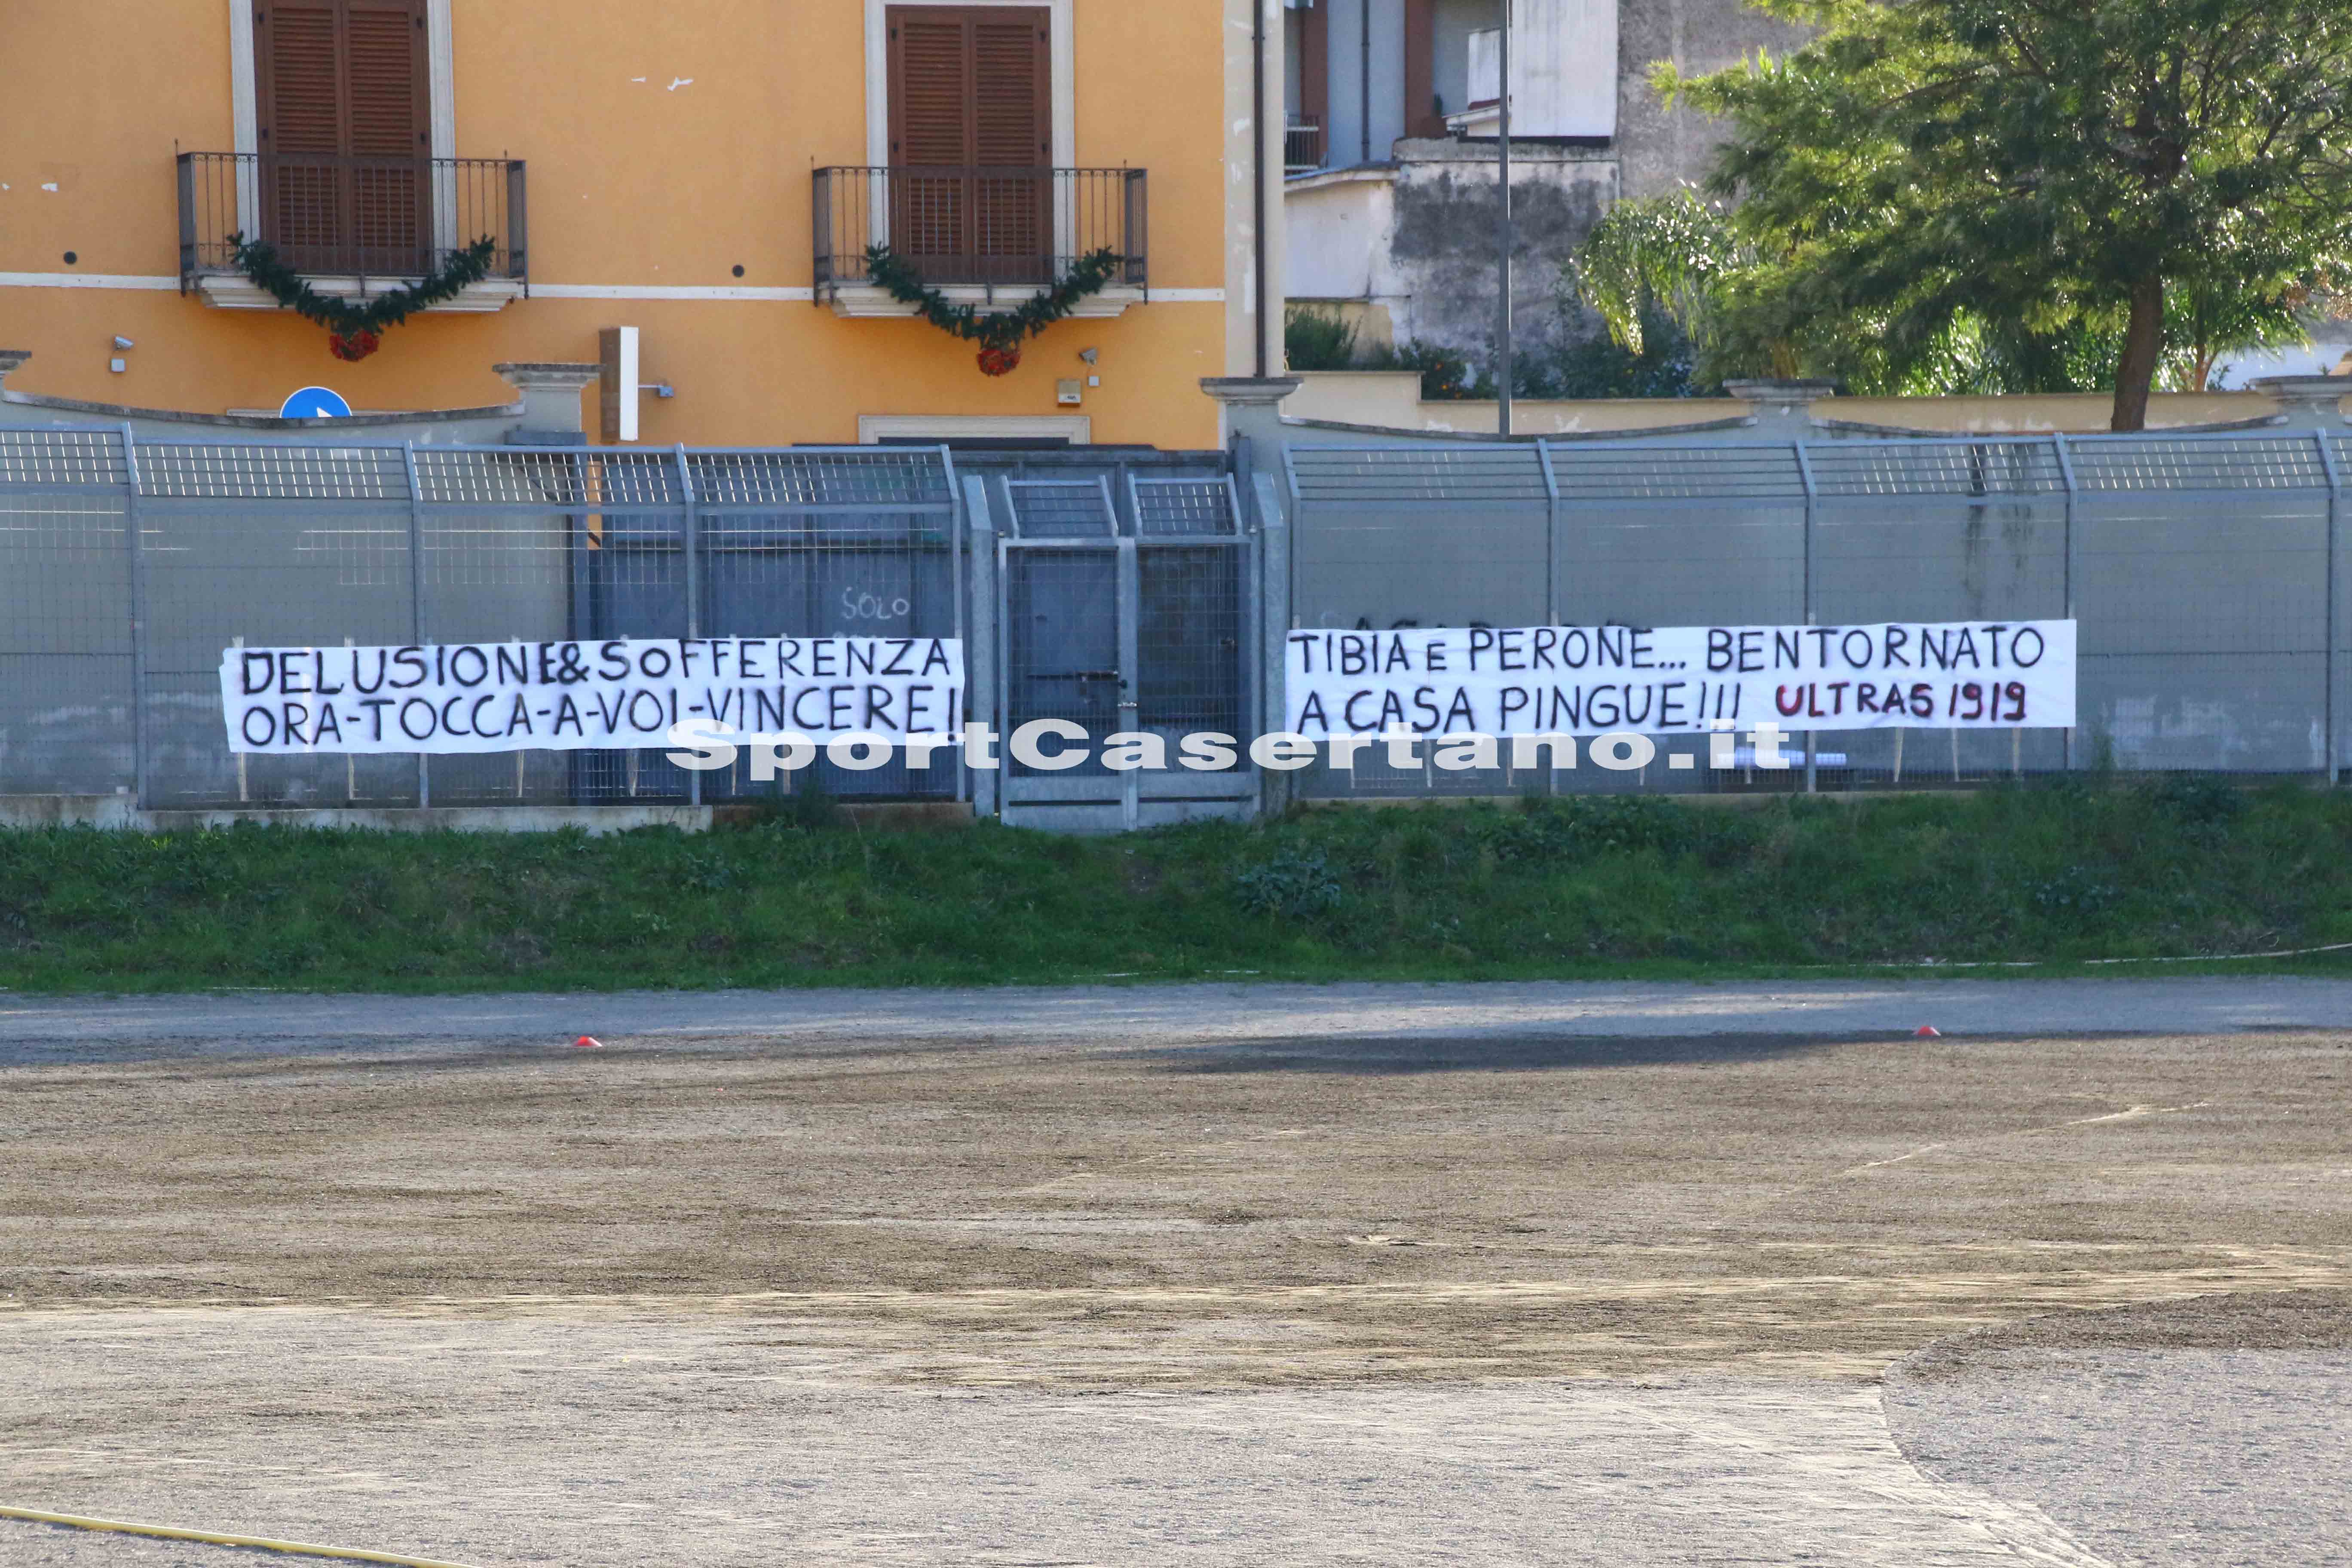 SOLO
DELUSIONE&SOFFERENZA
ORA-TOCCA-A-VOI-VINCERE!
TIBIA E PERONE... BENTORNATO
A CASA PINGUE!!! ULTRAS 1919
SportCasertano.it